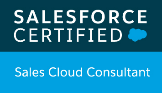 SALESFORCE
CERTIFIED
Sales Cloud Consultant